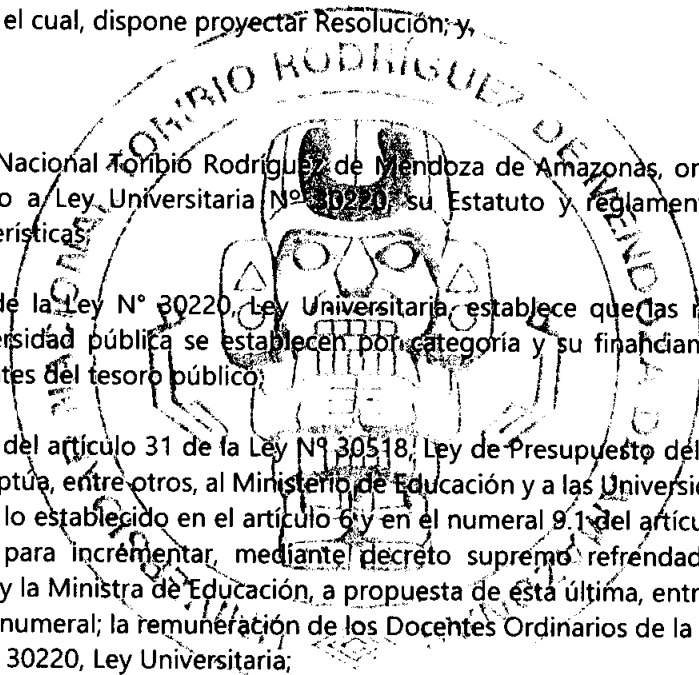 el cual, dispone proyectar Resolución; y,
Nacional Toribio Rodríguez de Mendoza de Amazonas, or
o a Ley Universitaria Nº 30220, su Estatuto y reglament
erísticas;
de la Ley N° 30220, Ley Universitaria, establece que las r
ersidad pública se establecen por categoría y su financian
tes del tesoro público;
del artículo 31 de la Ley Nº 30518, Ley de Presupuesto del
ptúa, entre otros, al Ministerio de Educación y a las Universid
lo establecido en el artículo 6 y en el numeral 9.1 del artícu
para incrementar, mediante decreto supremo refrendad
y la Ministra de Educación, a propuesta de esta última, entr
numeral; la remuneración de los Docentes Ordinarios de la
30220, Ley Universitaria;
TORIBIO RODRIGUEZ DE MENDO